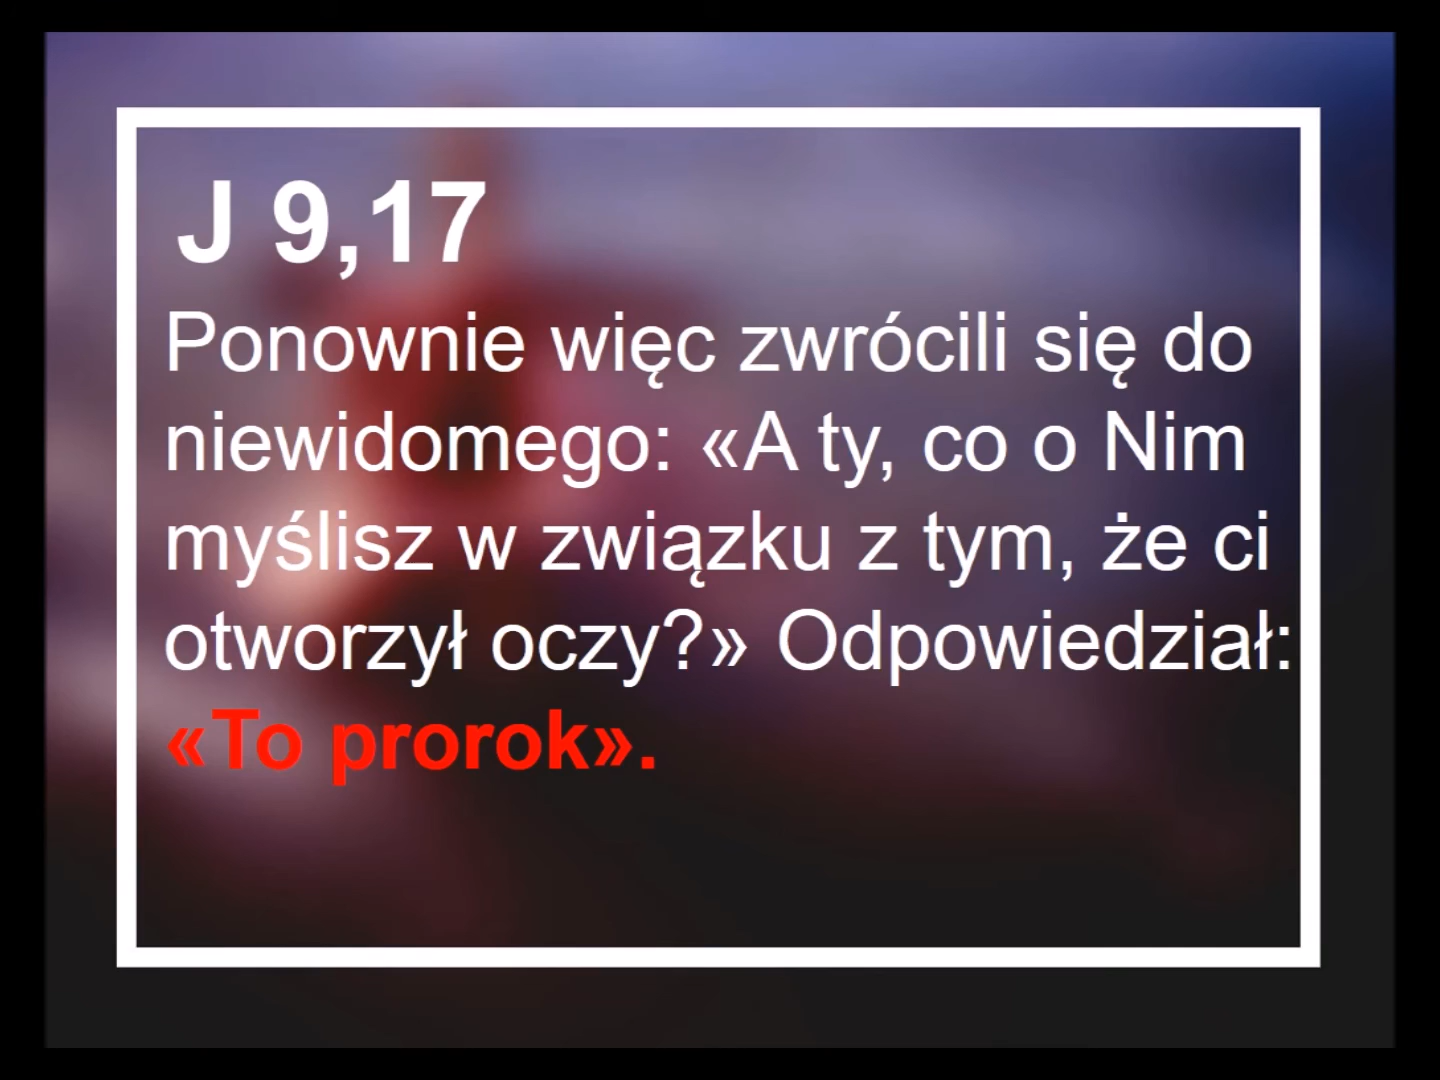 J 9,17
Ponownie więc zwrócili się do
niewidomego: «A ty, co o Nim
myślisz w związku z tym, że ci
otworzył oczy?» Odpowiedział:
«To prorok».